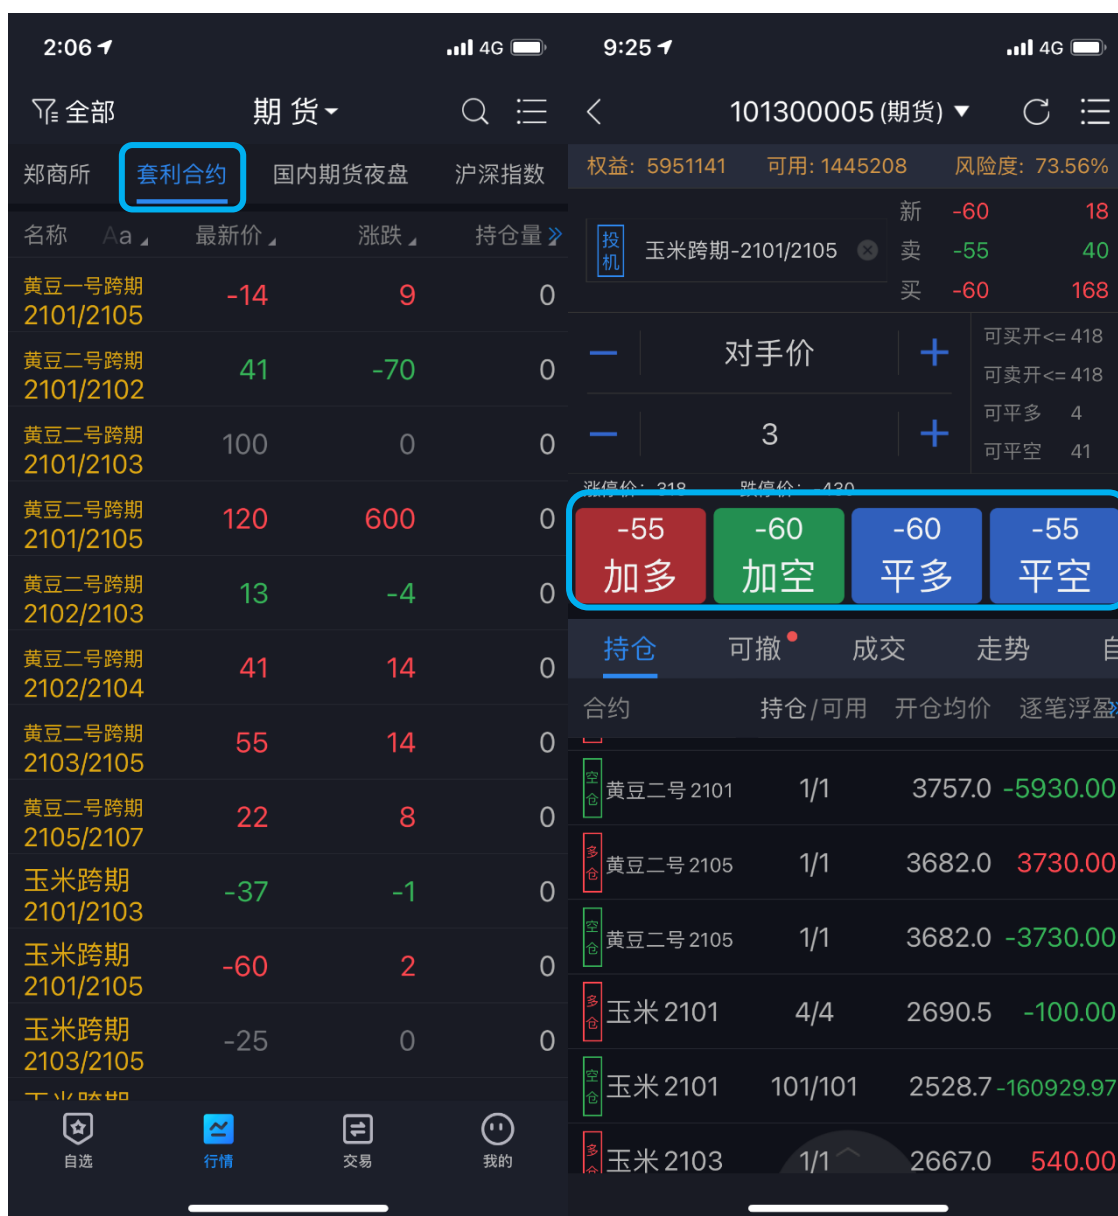 2:06
4G
全部
期 货
郑商所
套利合约
国内期货夜盘
沪深指数
名称 Aa 最新价 涨跌 持仓量
黄豆一号跨期
2101/2105
-14 9 0
黄豆二号跨期
2101/2102
41 -70 0
黄豆二号跨期
2101/2103
100 0 0
黄豆二号跨期
2101/2105
120 600 0
黄豆二号跨期
2102/2103
13 -4 0
黄豆二号跨期
2102/2104
41 14 0
黄豆二号跨期
2103/2105
55 14 0
黄豆二号跨期
2105/2107
22 8 0
玉米跨期
2101/2103
-37 -1 0
玉米跨期
2101/2105
-60 2 0
玉米跨期
2103/2105
-25 0 0
玉米跨期
自选 行情 交易 我的
9:25
4G
101300005(期货)
权益: 5951141 可用: 1445208 风险度: 73.56%
投机
玉米跨期-2101/2105
新 -60 18
卖 -55 40
买 -60 168
对手价
3
可买开<= 418
可卖开<= 418
可平多 4
可平空 41
涨停价: 318 跌停价: -430
-55 -60 -60 -55
加多 加空 平多 平空
持仓 可撤 成交 走势
合约 持仓/可用 开仓均价 逐笔浮盈
空仓 黄豆二号 2101 1/1 3757.0 -5930.00
多仓 黄豆二号 2105 1/1 3682.0 3730.00
空仓 黄豆二号 2105 1/1 3682.0 -3730.00
多仓 玉米 2101 4/4 2690.5 -100.00
空仓 玉米 2101 101/101 2528.7 -160929.97
多仓 玉米 2103 1/1 2667.0 540.00